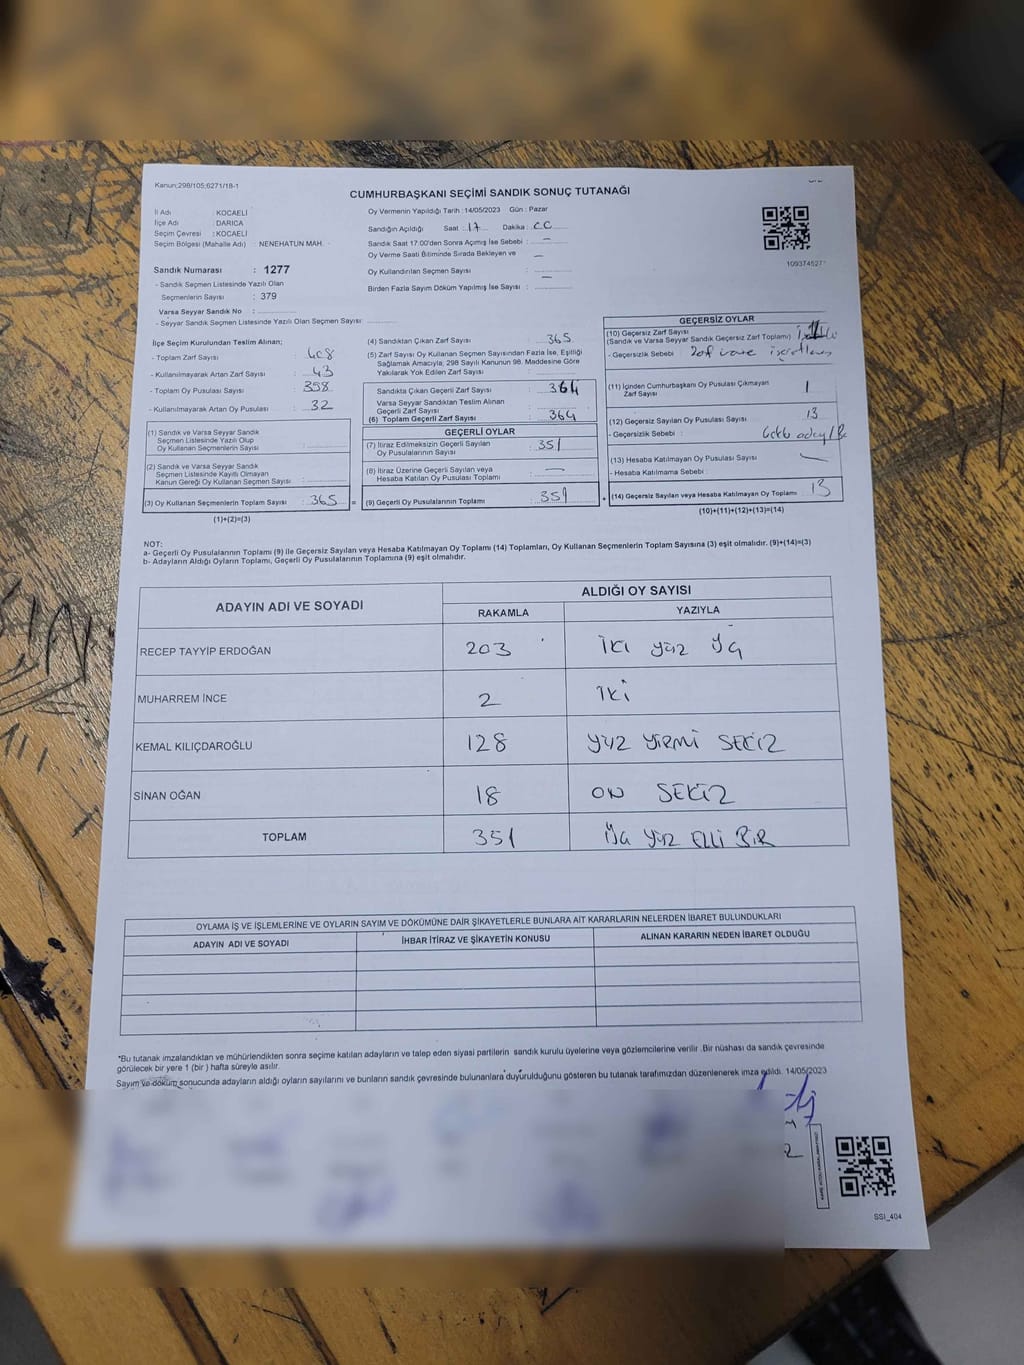 Kanun;298/105;6271/18-1
CUMHURBAŞKANI SEÇİMİ SANDIK SONUÇ TUTANAĞI
İl Adı : KOCAELİ
İlçe Adı : DARICA
Seçim Çevresi : KOCAELİ
Seçim Bölgesi (Mahalle Adı) : NENEHATUN MAH.
Sandık Numarası : 1277
- Sandık Seçmen Listesinde Yazılı Olan
Seçmenlerin Sayısı : 379
Varsa Seyyar Sandık No :
- Seyyar Sandık Seçmen Listesinde Yazılı Olan Seçmen Sayısı:
Oy Vermenin Yapıldığı Tarih :14/05/2023 Gün : Pazar
Sandığın Açıldığı Saat : 17 Dakika :
Sandık Saat 17.00'den Sonra Açımış İse Sebebi : -
Oy Verme Saati Bitiminde Sırada Bekleyen ve -
Oy Kullandırılan Seçmen Sayısı :
Birden Fazla Sayım Döküm Yapılmış İse Sayısı : -
İlçe Seçim Kurulundan Teslim Alınan;
- Toplam Zarf Sayısı : 408
- Kullanılmayarak Artan Zarf Sayısı : 43
- Toplam Oy Pusulası Sayısı : 398
- Kullanılmayarak Artan Oy Pusulası : 32
(1) Sandık ve Varsa Seyyar Sandık
Seçmen Listesinde Yazılı Olup
Oy Kullanan Seçmenlerin Sayısı :
(2) Sandık ve Varsa Seyyar Sandık
Seçmen Listesinde Kayıtlı Olmayan
Kanun Gereği Oy Kullanan Seçmen Sayısı :
(3) Oy Kullanan Seçmenlerin Toplam Sayısı : 365 =
(1)+(2)=(3)
(4) Sandıktan Çıkan Zarf Sayısı : 365
(5) Zarf Sayısı Oy Kullanan Seçmen Sayısından Fazla İse, Eşitliği
Sağlamak Amacıyla, 298 Sayılı Kanunun 98. Maddesine Göre
Yakılarak Yok Edilen Zarf Sayısı :
Sandıkta Çıkan Geçerli Zarf Sayısı : 364
Varsa Seyyar Sandıktan Teslim Alınan
Geçerli Zarf Sayısı :
(6) Toplam Geçerli Zarf Sayısı : 364
GEÇERLİ OYLAR
(7) İtiraz Edilmeksizin Geçerli Sayılan
Oy Pusulasının Sayısı : 351
(8) İtiraz Üzerine Geçerli Sayılan veya
Hesaba Katılan Oy Pusulası Toplamı : -
(9) Geçerli Oy Pusulalarının Toplamı : 351 +
GEÇERSİZ OYLAR
(10) Geçersiz Zarf Sayısı
(Sandık ve Varsa Seyyar Sandık Geçersiz Zarf Toplamı) :
- Geçersizlik Sebebi :
(11) İçinden Cumhurbaşkanı Oy Pusulası Çıkmayan
Zarf Sayısı : 1
(12) Geçersiz Sayılan Oy Pusulası Sayısı : 13
- Geçersizlik Sebebi :
(13) Hesaba Katılmayan Oy Pusulası Sayısı : -
- Hesaba Katılmama Sebebi :
(14) Geçersiz Sayılan veya Hesaba Katılmayan Oy Toplamı : 13
(10)+(11)+(12)+(13)=(14)
NOT:
a- Geçerli Oy Pusulalarının Toplamı (9) ile Geçersiz Sayılan veya Hesaba Katılmayan Oy Toplamı (14) Toplamları, Oy Kullanan Seçmenlerin Toplam Sayısına (3) eşit olmalıdır. (9)+(14)=(3)
b- Adayların Aldığı Oyların Toplamı, Geçerli Oy Pusulalarının Toplamına (9) eşit olmalıdır.
ADAYIN ADI VE SOYADI ALDIĞI OY SAYISI
RAKAMLA YAZIYLA
RECEP TAYYİP ERDOĞAN 203 İKİ yüz üç
MUHARREM İNCE 2 İKİ
KEMAL KILIÇDAROĞLU 128 YÜZ YİRMİ SEKİZ
SİNAN OĞAN 18 ON SEKİZ
TOPLAM 351 üç yüz ELLİ BİR
OYLAMA İŞ VE İŞLEMLERİNE VE OYLARIN SAYIM VE DÖKÜMÜNE DAİR ŞİKAYETLERLE BUNLARA AİT KARARLARIN NELERDEN İBARET BULUNDUKLARI
ADAYIN ADI VE SOYADI İHBAR İTİRAZ VE ŞİKAYETİN KONUSU ALINAN KARARIN NEDEN İBARET OLDUĞU
*Bu tutanak imzalandıktan ve mühürlendikten sonra seçime katılan adayların ve talep eden siyasi partilerin sandık kurulu üyelerine veya gözlemcilerine verilir .Bir nüshası da sandık çevresinde
görülecek bir yere 1 (bir ) hafta süreyle asılır.
Sayım ve döküm sonucunda adayların aldığı oyların sayılarını ve bunların sandık çevresinde bulunanlara duyurulduğunu gösteren bu tutanak tarafımızdan düzenlenerek imza edildi. 14/05/2023
SSİ_404